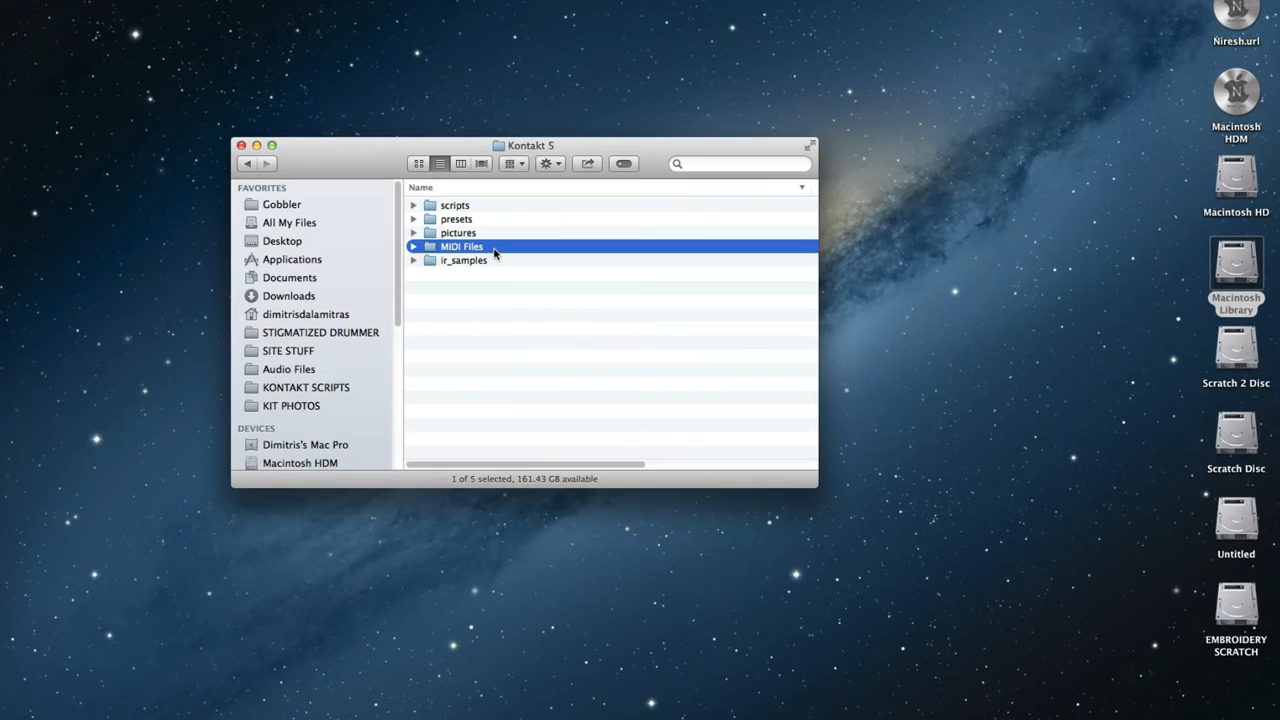 Kontakt 5
FAVORITES
Gobbler
All My Files
Desktop
Applications
Documents
Downloads
dimitrisdalamitras
STIGMATIZED DRUMMER
SITE STUFF
Audio Files
KONTAKT SCRIPTS
KIT PHOTOS
DEVICES
Dimitris's Mac Pro
Macintosh HDM
Name
scripts
presets
pictures
MIDI Files
ir_samples
1 of 5 selected, 161.43 GB available
N
Niresh.url
N
Macintosh
HDM
Macintosh HD
Macintosh
Library
Scratch 2 Disc
Scratch Disc
Untitled
EMBROIDERY
SCRATCH